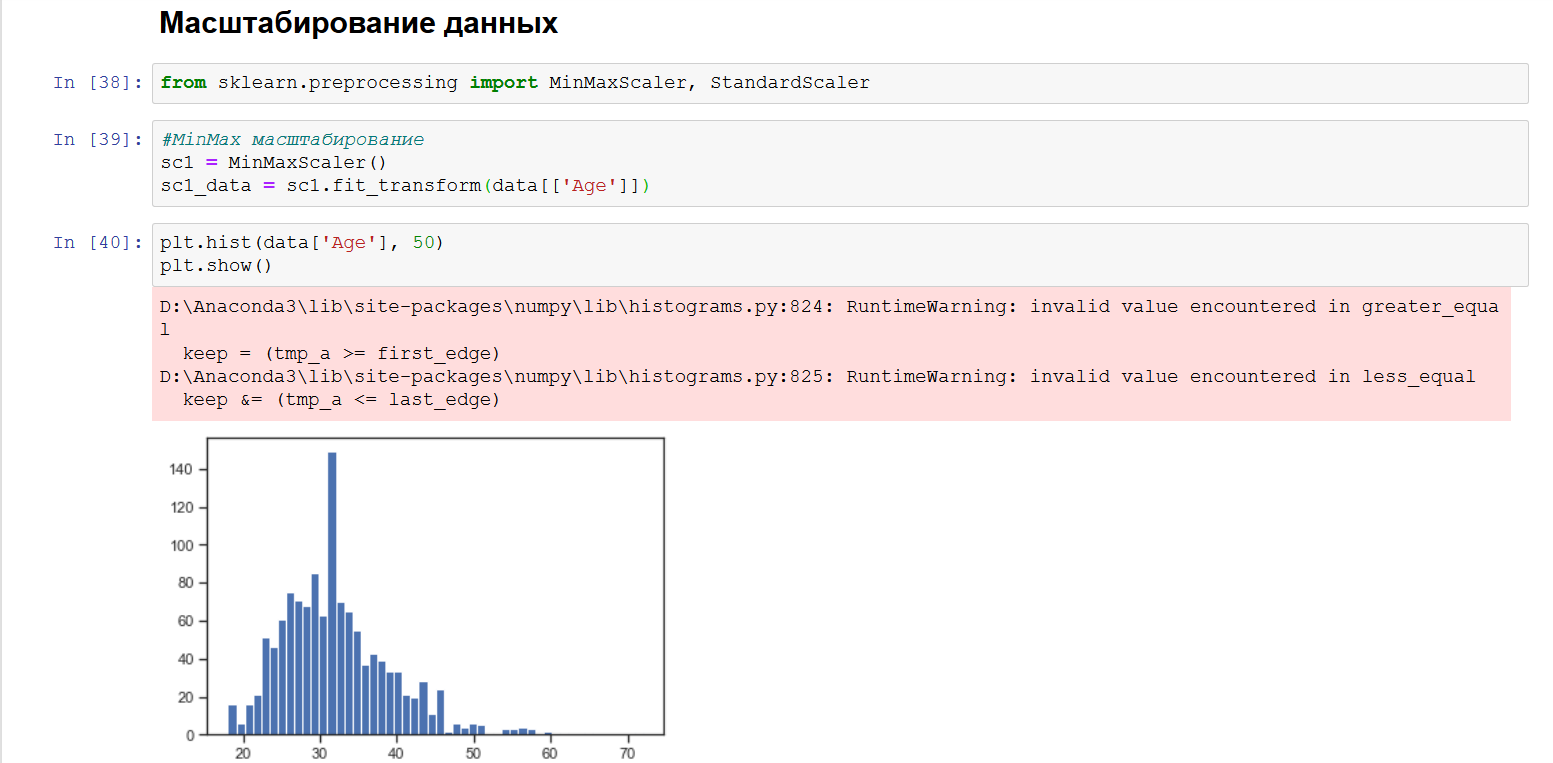 Масштабирование данных
In [38]: from sklearn.preprocessing import MinMaxScaler, StandardScaler
In [39]: #MinMax масштабирование
sc1 = MinMaxScaler()
sc1_data = sc1.fit_transform(data[['Age']])
In [40]: plt.hist(data['Age'], 50)
plt.show()
D:\Anaconda3\lib\site-packages\numpy\lib\histograms.py:824: RuntimeWarning: invalid value encountered in greater_equa
l
  keep = (tmp_a >= first_edge)
D:\Anaconda3\lib\site-packages\numpy\lib\histograms.py:825: RuntimeWarning: invalid value encountered in less_equal
  keep &= (tmp_a <= last_edge)
140
120
100
80
60
40
20
0
20 30 40 50 60 70